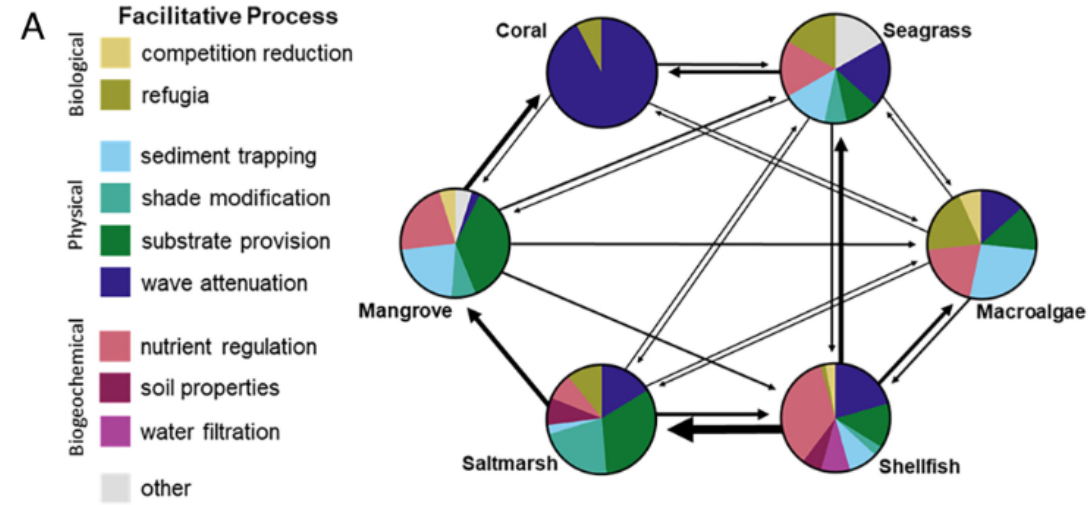 A
Facilitative Process
Biological
competition reduction
refugia
Physical
sediment trapping
shade modification
substrate provision
wave attenuation
Biogeochemical
nutrient regulation
soil properties
water filtration
other
Coral
Seagrass
Mangrove
Macroalgae
Saltmarsh
Shellfish